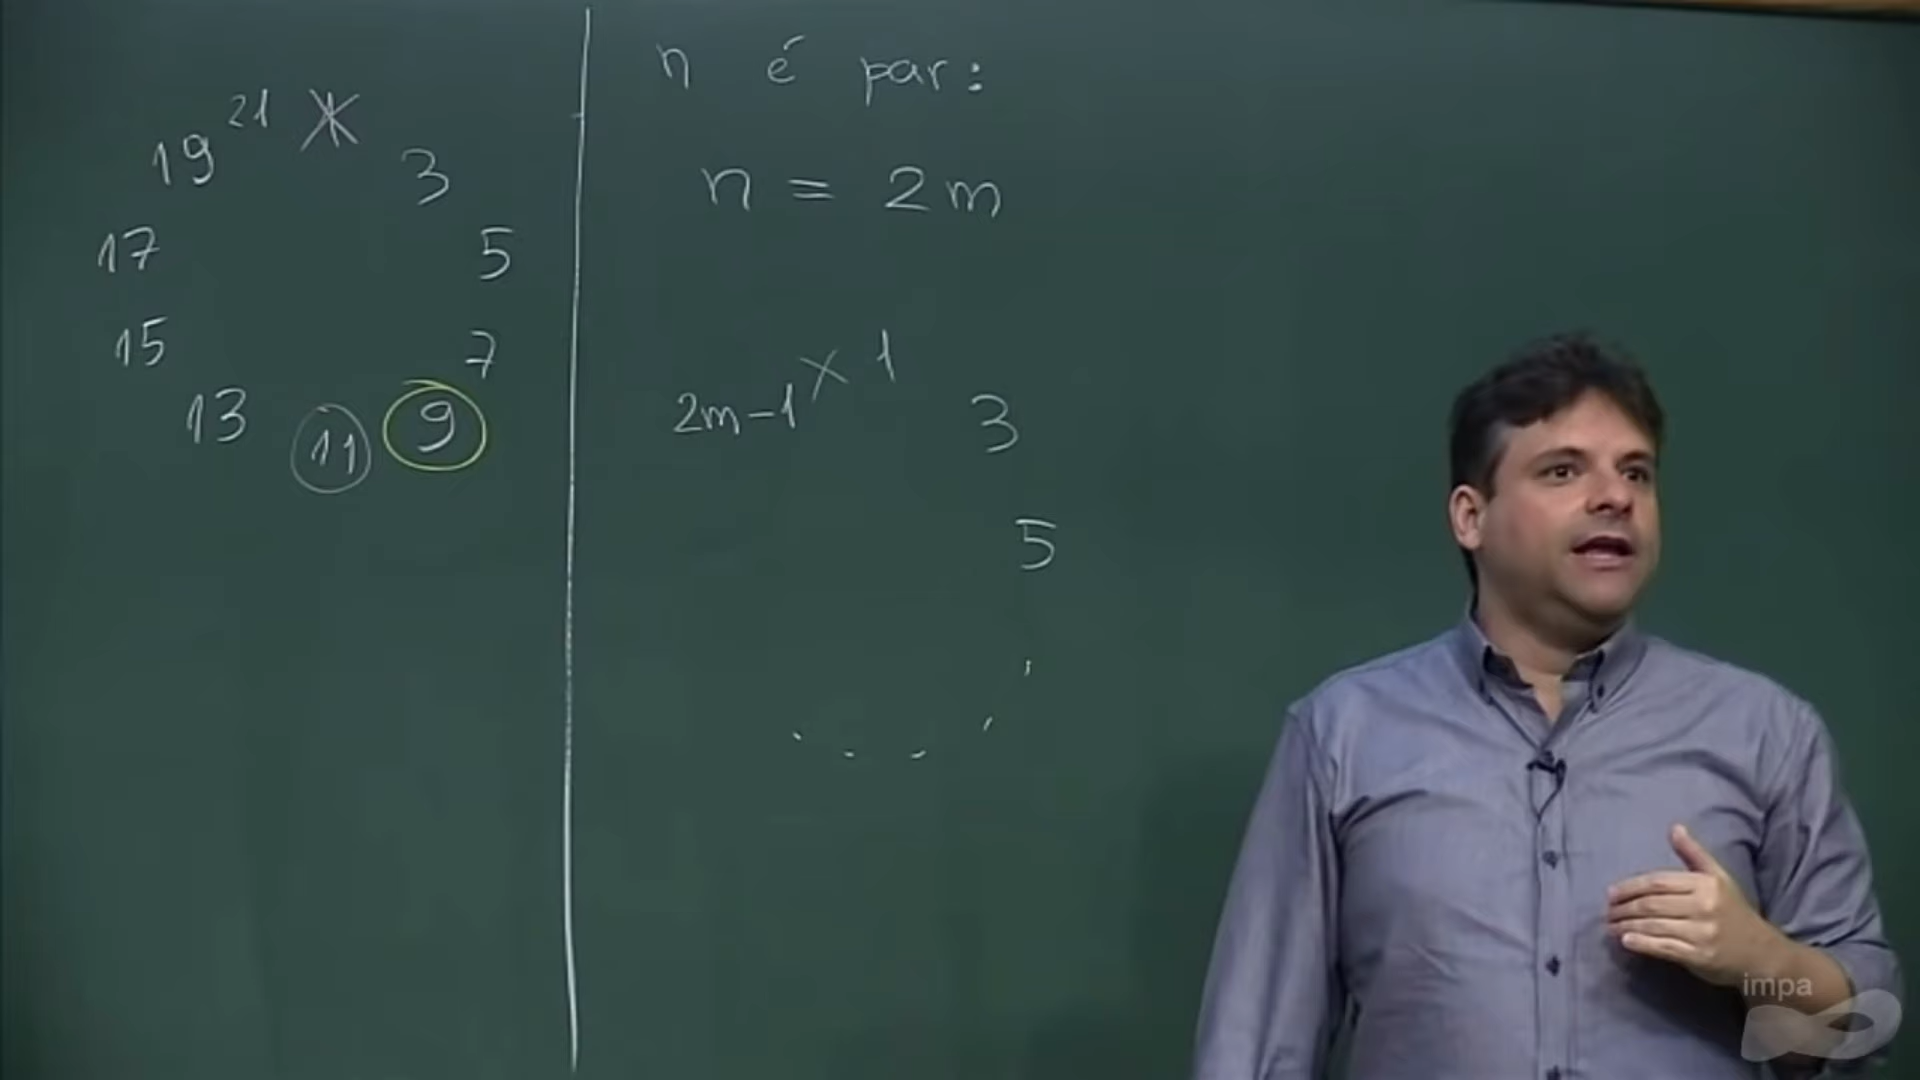 21
19 3
17 5
15 7
13 11 9
n é par:
n = 2m
2m-1 X 1 3
5
impa